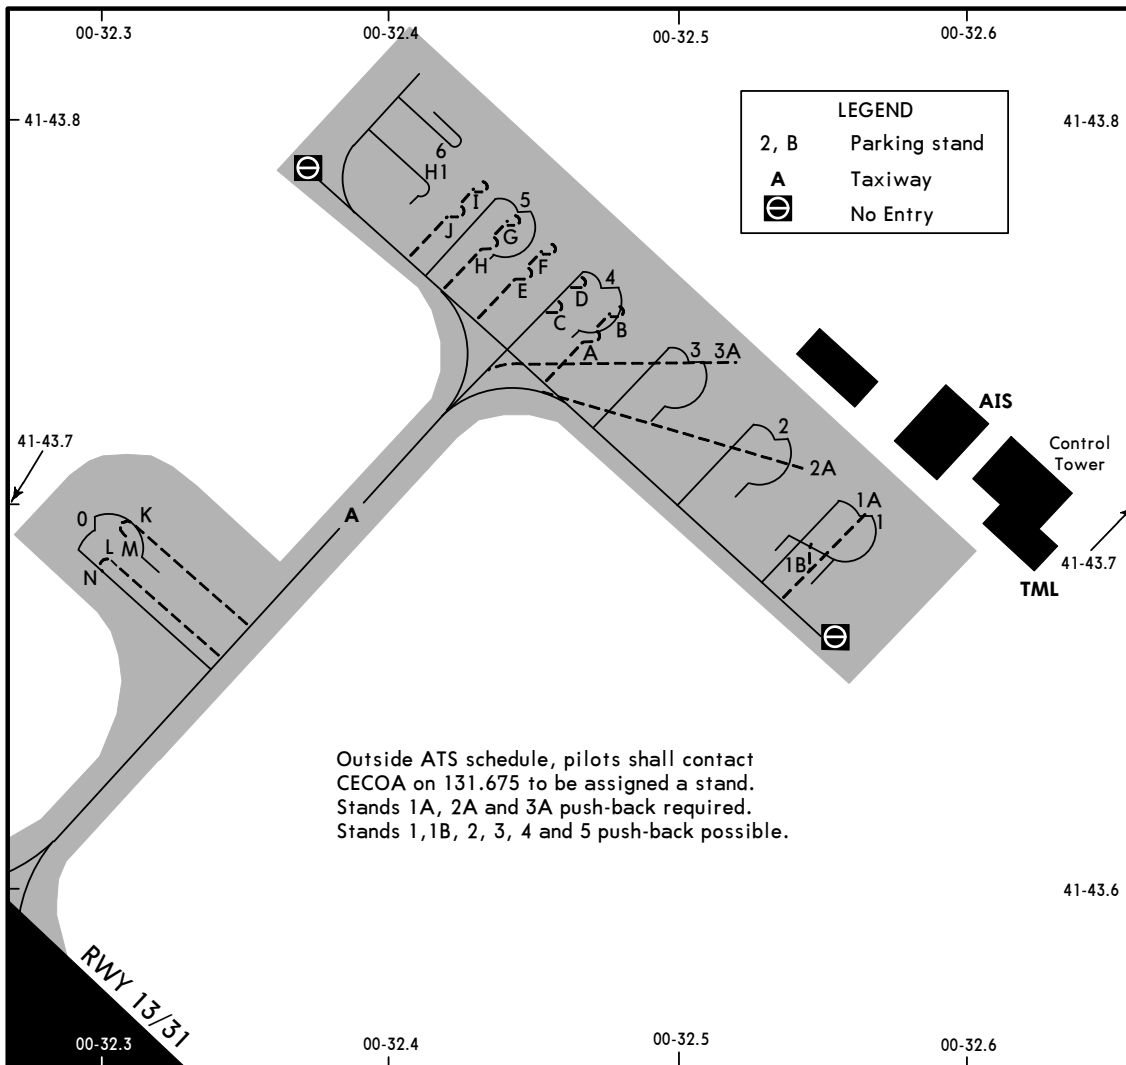 00-32.3
00-32.4
00-32.5
00-32.6
41-43.8
41-43.8
LEGEND
2, B Parking stand
A Taxiway
No Entry
6
H1
I
5
J
G
H
F
E
4
D
C
B
A
3
3A
AIS
2
2A
Control
Tower
41-43.7
1A
1
1B
41-43.7
TML
A
0
K
L
M
N
Outside ATS schedule, pilots shall contact
CECOA on 131.675 to be assigned a stand.
Stands 1A, 2A and 3A push-back required.
Stands 1,1B, 2, 3, 4 and 5 push-back possible.
41-43.6
RWY 13/31
00-32.3
00-32.4
00-32.5
00-32.6